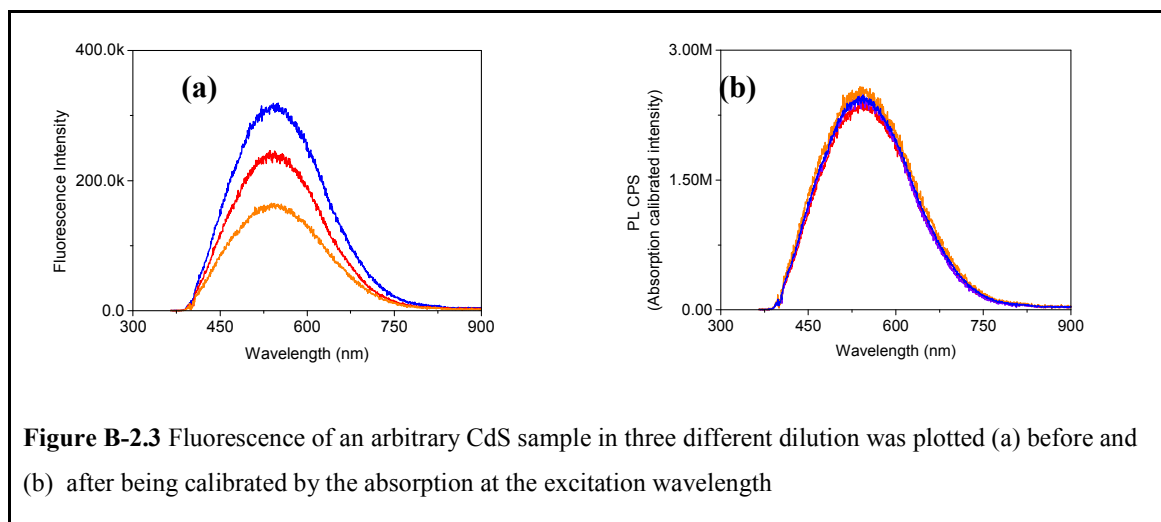 400.0k
(a)
200.0k
0.0
300 450 600 750 900
Wavelength (nm)
Fluorescence Intensity
3.00M
(b)
1.50M
0.00
300 450 600 750 900
Wavelength (nm)
PL CPS
(Absorption calibrated intensity)
Figure B-2.3 Fluorescence of an arbitrary CdS sample in three different dilution was plotted (a) before and
(b) after being calibrated by the absorption at the excitation wavelength